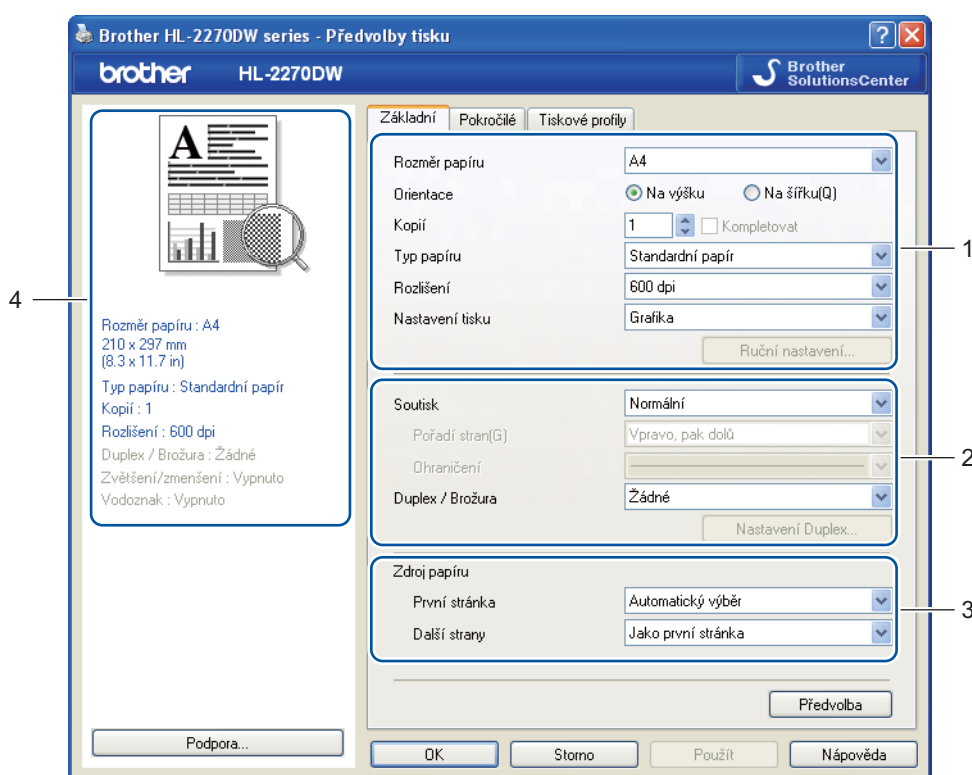 Brother HL-2270DW series - Předvolby tisku
brother HL-2270DW
Brother
SolutionsCenter
Základní Pokročilé Tiskové profily
A
Rozměr papíru A4
Orientace Na výšku Na šířku(Q)
Kopií 1 Kompletovat
1
Typ papíru Standardní papír
Rozlišení 600 dpi
Nastavení tisku Grafika
Ruční nastavení...
4
Rozměr papíru : A4
210 x 297 mm
(8.3 x 11.7 in)
Typ papíru : Standardní papír
Kopií : 1
Rozlišení : 600 dpi
Duplex / Brožura : Žádné
Zvětšení/zmenšení : Vypnuto
Vodoznak : Vypnuto
Soutisk Normální
Pořadí stran(G) Vpravo, pak dolů
Ohraničení
2
Duplex / Brožura Žádné
Nastavení Duplex...
Zdroj papíru
První stránka Automatický výběr
3
Další strany Jako první stránka
Předvolba
Podpora...
OK Storno Použít Nápověda